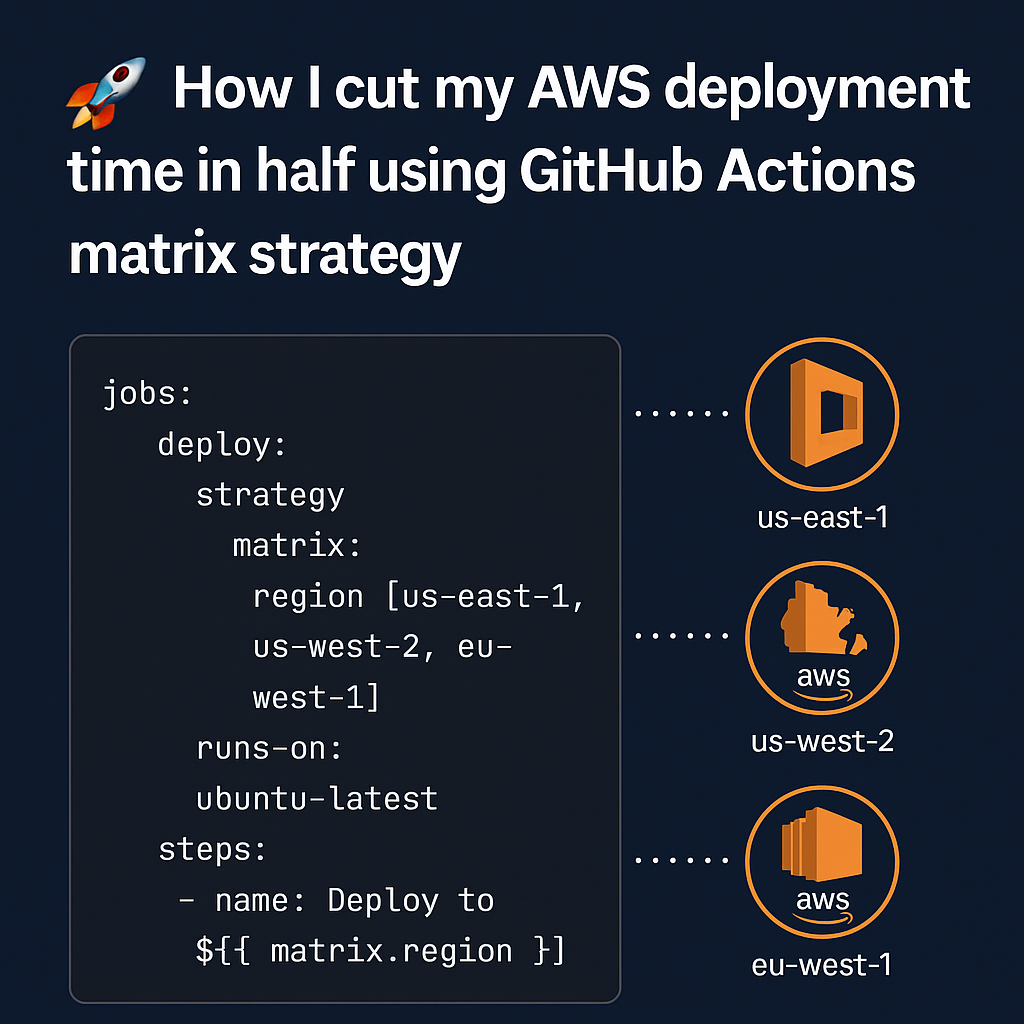 🚀 How I cut my AWS deployment
time in half using GitHub Actions
matrix strategy
jobs:
deploy:
strategy
matrix:
region [us-east-1,
us-west-2, eu-
west-1]
runs-on:
ubuntu-latest
steps:
- name: Deploy to
${{ matrix.region }]
us-east-1
aws
us-west-2
aws
eu-west-1